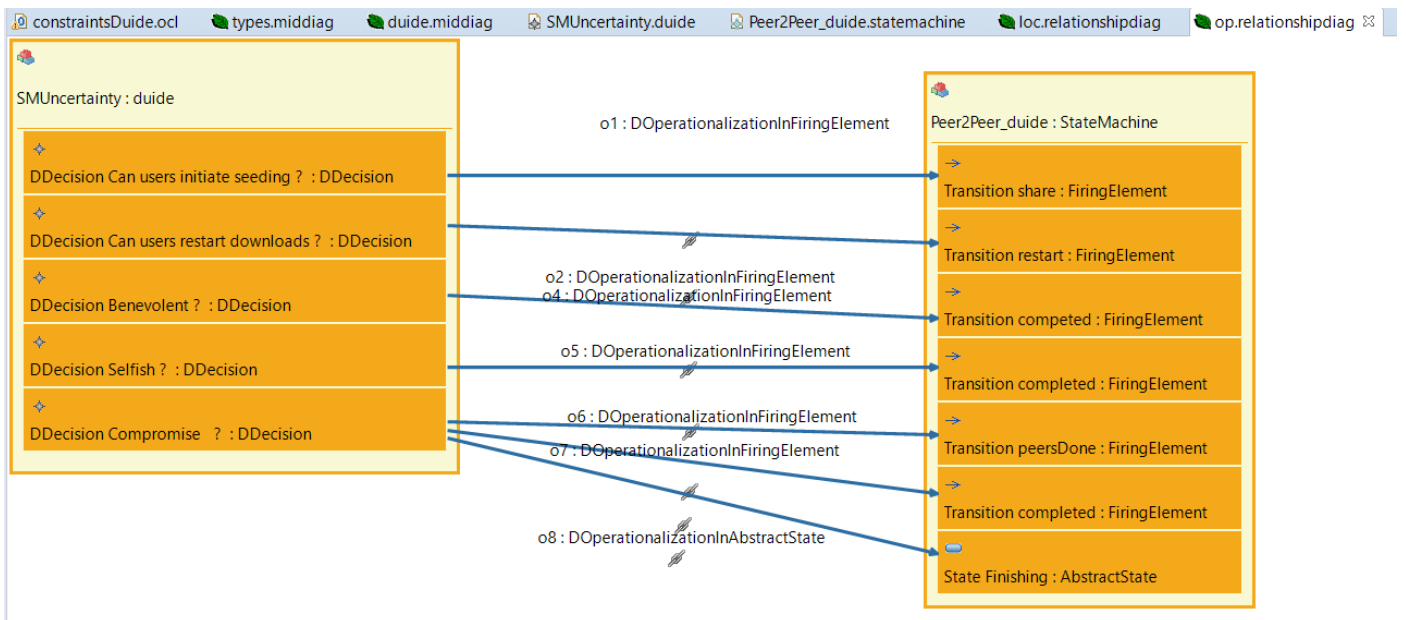 constraintsDuide.ocl types.middiag duide.middiag SMUncertainty.duide Peer2Peer_duide.statemachine loc.relationshipdiag op.relationshipdiag
SMUncertainty : duide
DDecision Can users initiate seeding ? : DDecision
DDecision Can users restart downloads ? : DDecision
DDecision Benevolent ? : DDecision
DDecision Selfish ? : DDecision
DDecision Compromise ? : DDecision
o1 : DOperationalizationInFiringElement
o2 : DOperationalizationInFiringElement
o4 : DOperationalizationInFiringElement
o5 : DOperationalizationInFiringElement
o6 : DOperationalizationInFiringElement
o7 : DOperationalizationInFiringElement
o8 : DOperationalizationInAbstractState
Peer2Peer_duide : StateMachine
Transition share : FiringElement
Transition restart : FiringElement
Transition competed : FiringElement
Transition completed : FiringElement
Transition peersDone : FiringElement
Transition completed : FiringElement
State Finishing : AbstractState